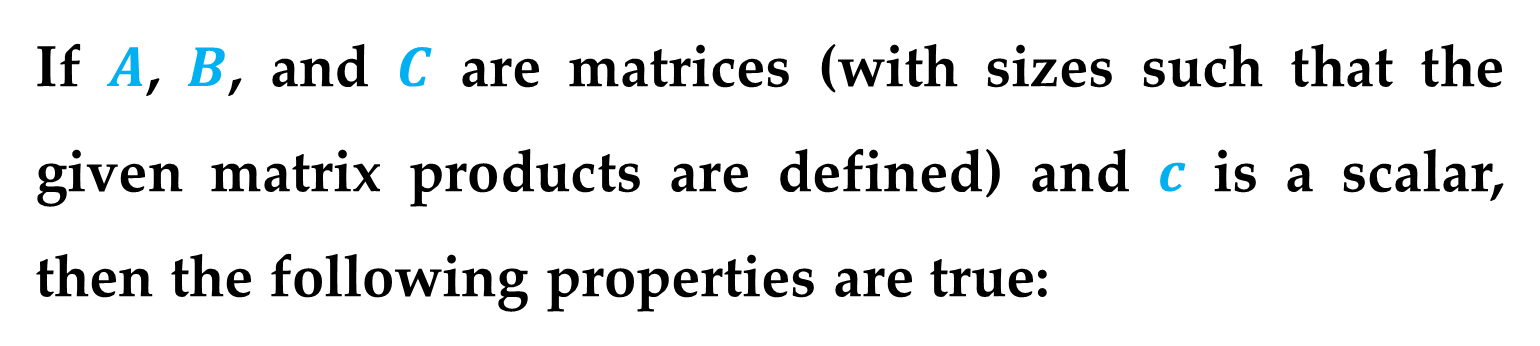 If A, B, and C are matrices (with sizes such that the
given matrix products are defined) and c is a scalar,
then the following properties are true: